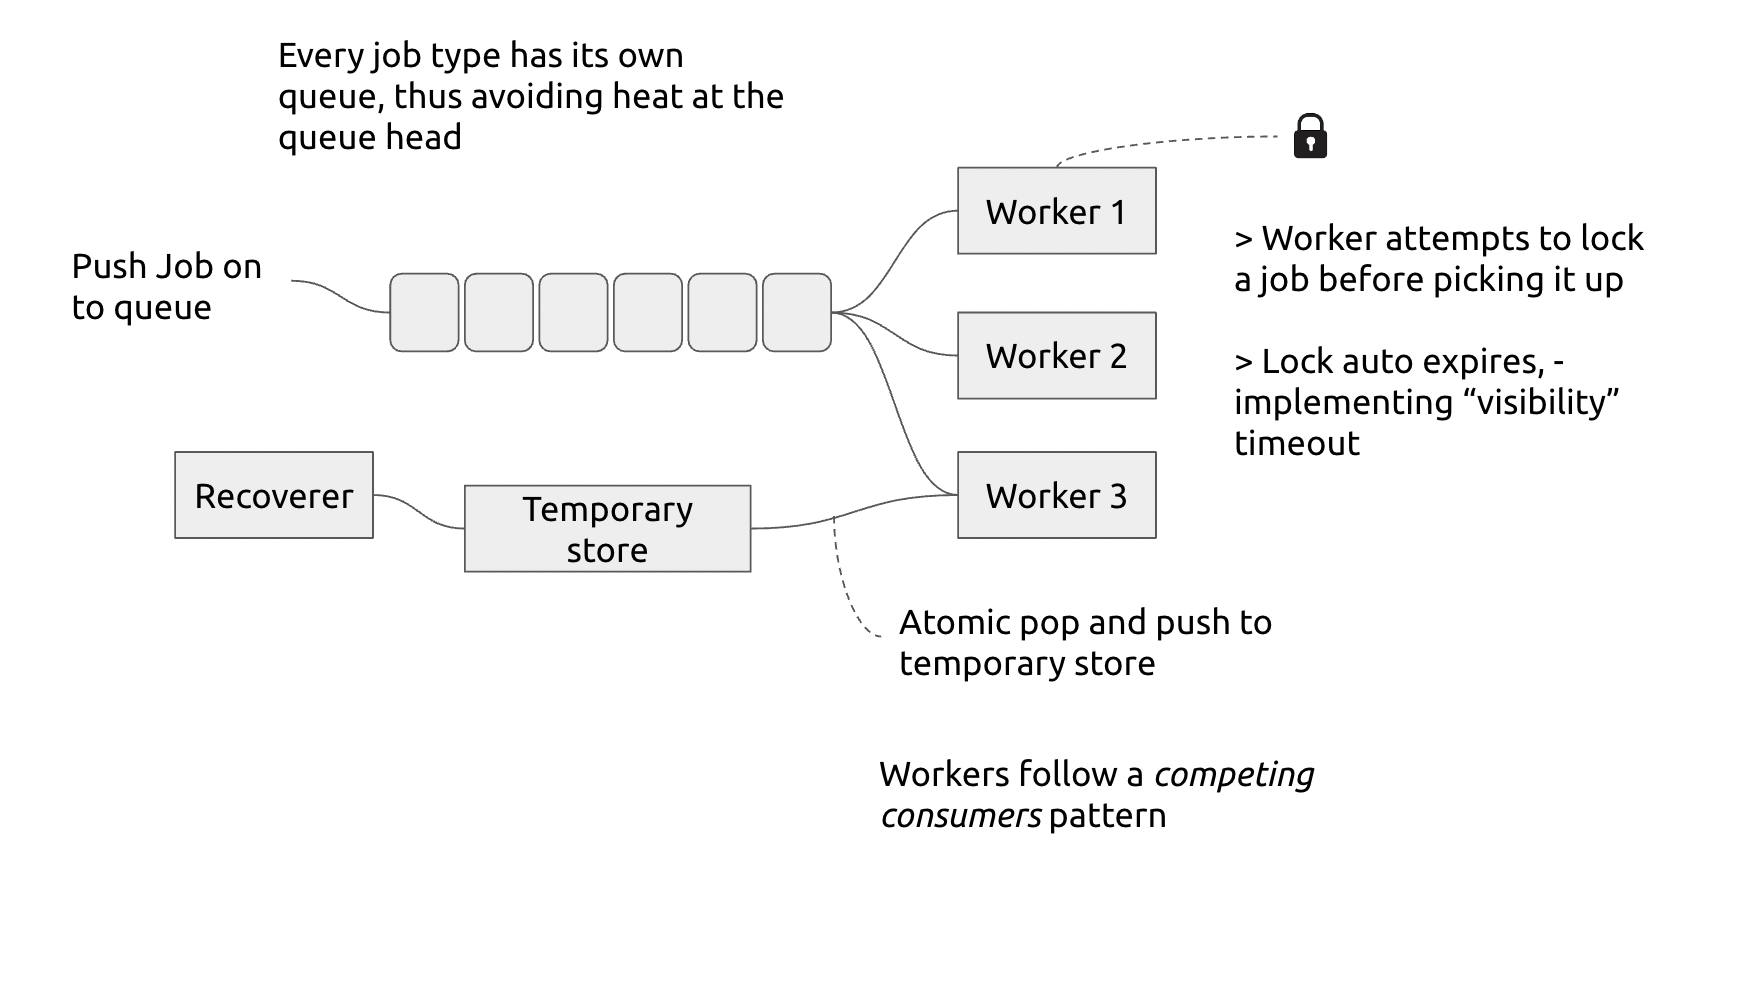 Every job type has its own
queue, thus avoiding heat at the
queue head
Push Job on
to queue
Worker 1
Worker 2
Worker 3
> Worker attempts to lock
a job before picking it up
> Lock auto expires, -
implementing “visibility”
timeout
Recoverer
Temporary
store
Atomic pop and push to
temporary store
Workers follow a competing
consumers pattern